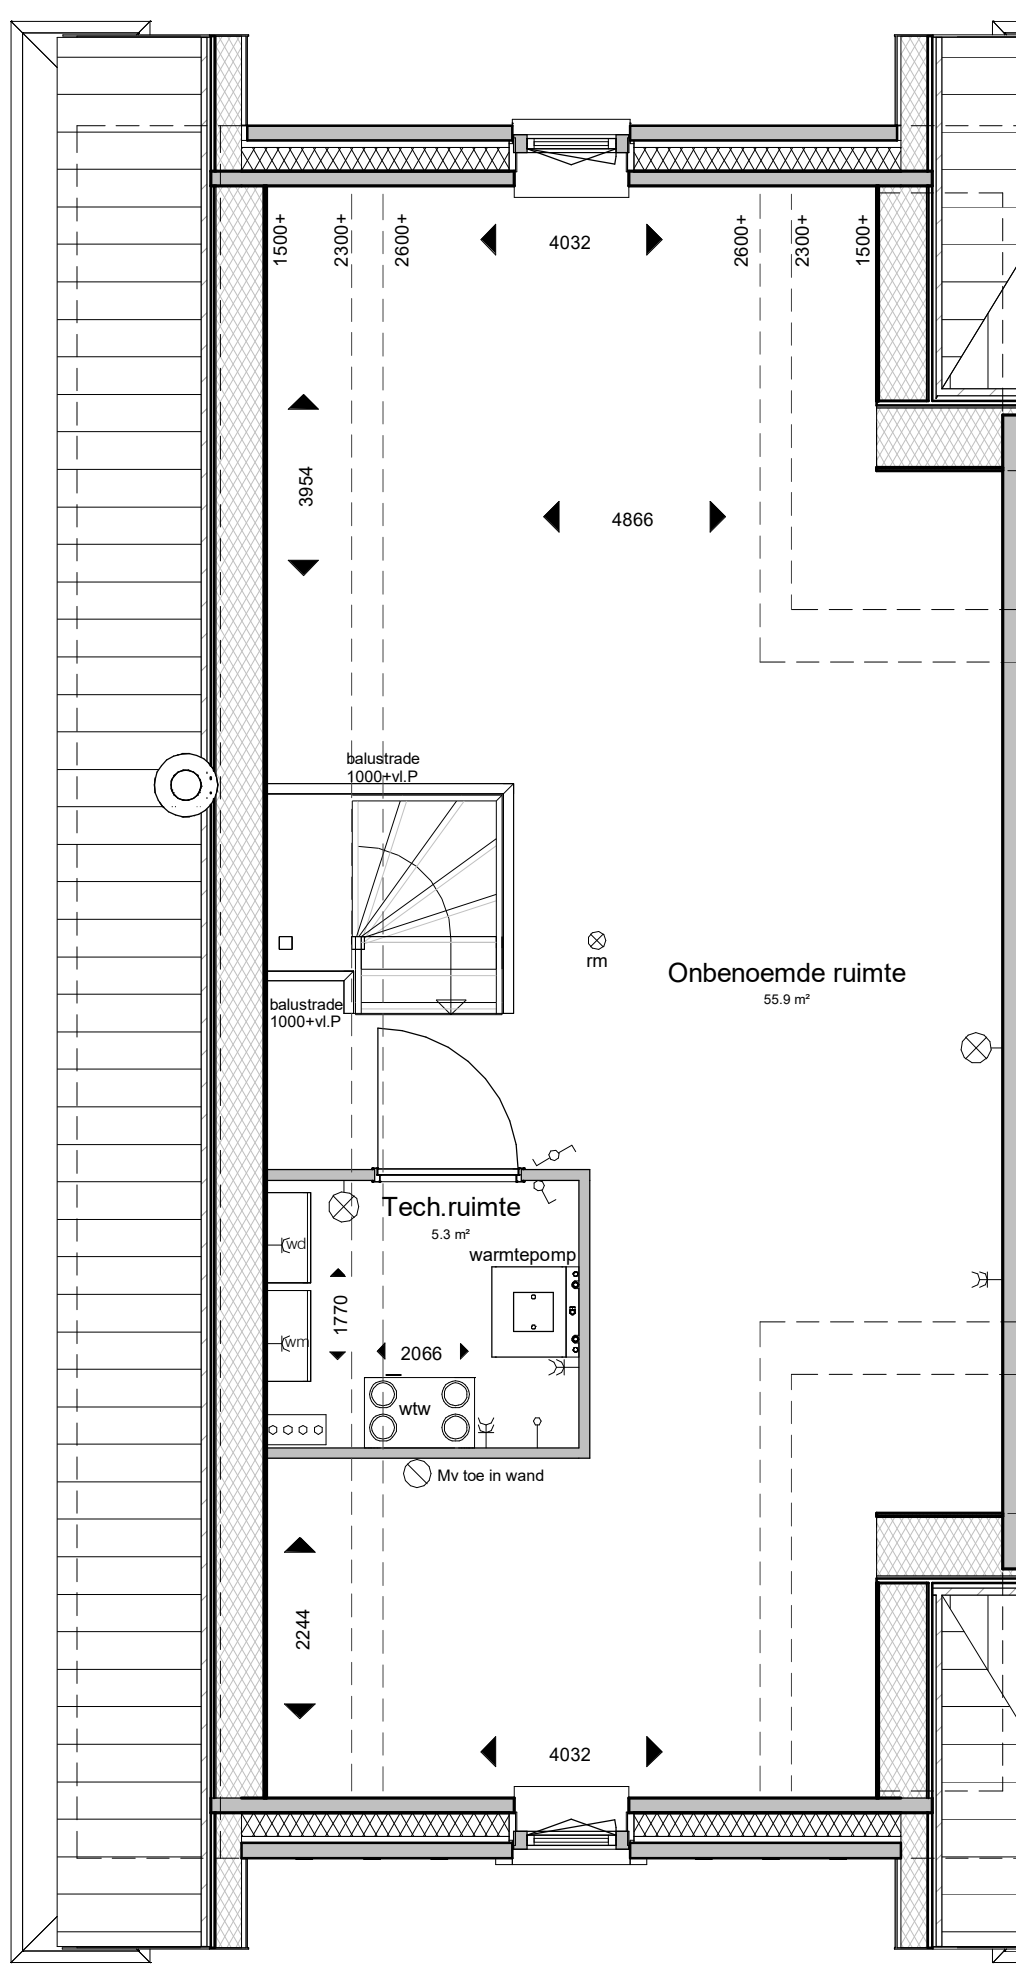 1500+
2300+
2600+
4032
2600+
2300+
1500+
3954
4866
balustrade
1000+vl.P
rm
Onbenoemde ruimte
55.9 m²
balustrade
1000+vl.P
Tech.ruimte
5.3 m²
wd
warmtepomp
1770
wm
2066
wtw
Mv toe in wand
2244
4032